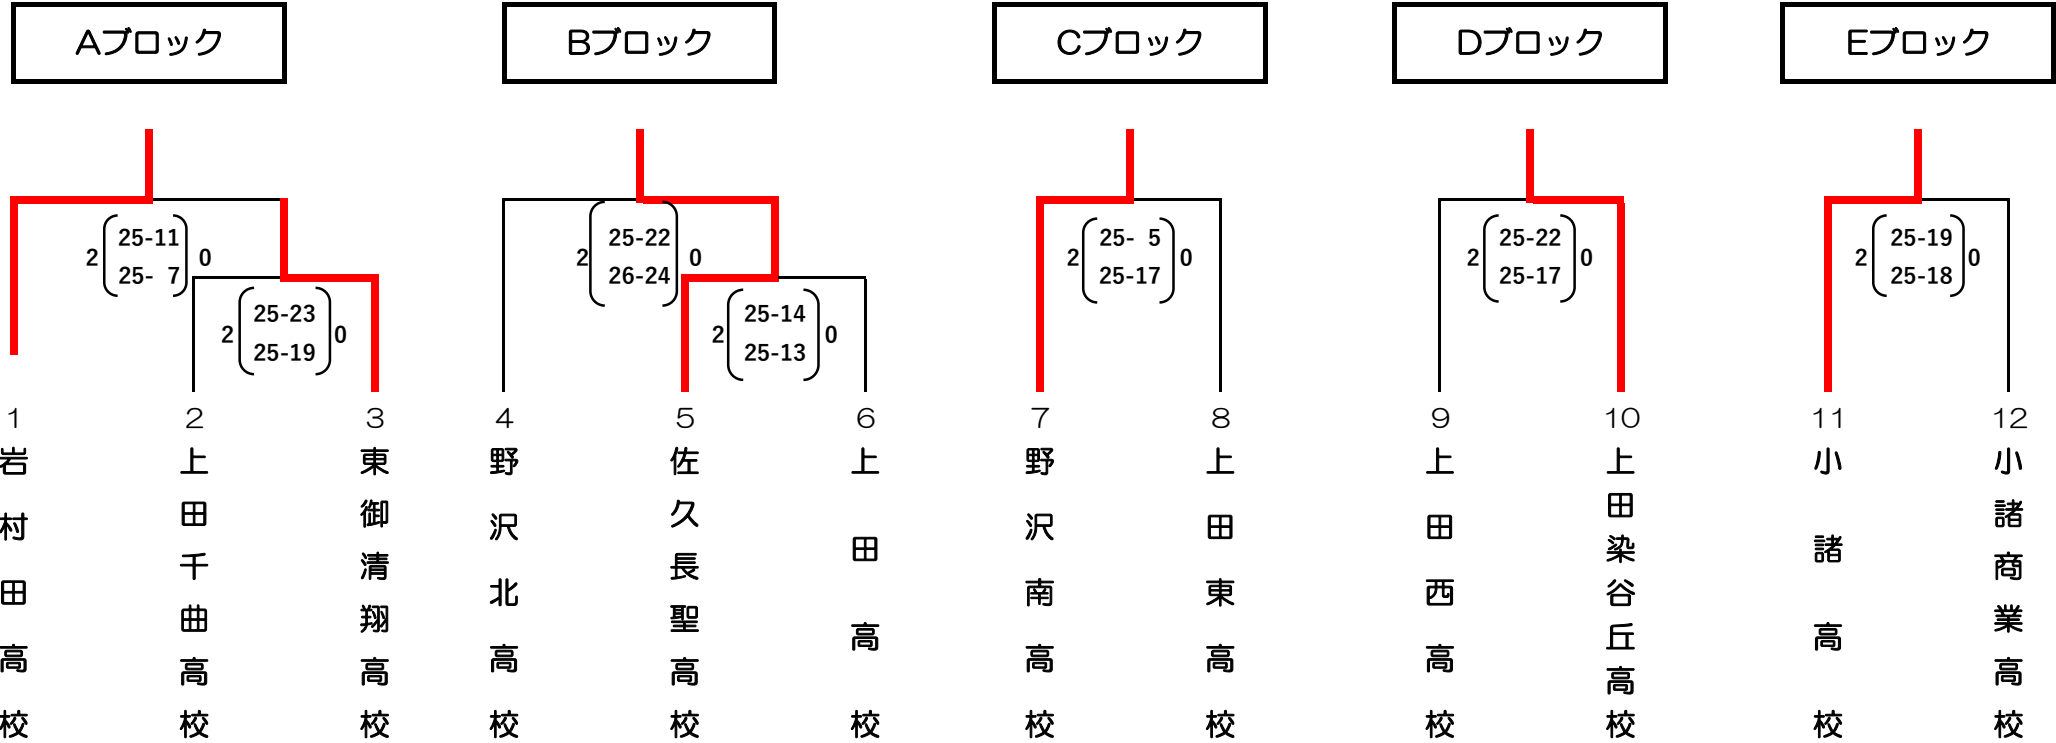 Aブロック
Bブロック
Cブロック
Dブロック
Eブロック
2 25-11 0
25- 7
2 25-23 0
25-19
2 25-22 0
26-24
2 25-14 0
25-13
2 25- 5 0
25-17
2 25-22 0
25-17
2 25-19 0
25-18
1
岩村田高校
2
上田千曲高校
3
東御清翔高校
4
野沢北高校
5
佐久長聖高校
6
上田高校
7
野沢南高校
8
上田東高校
9
上田西高校
10
上田染谷丘高校
11
小諸高校
12
小諸商業高校